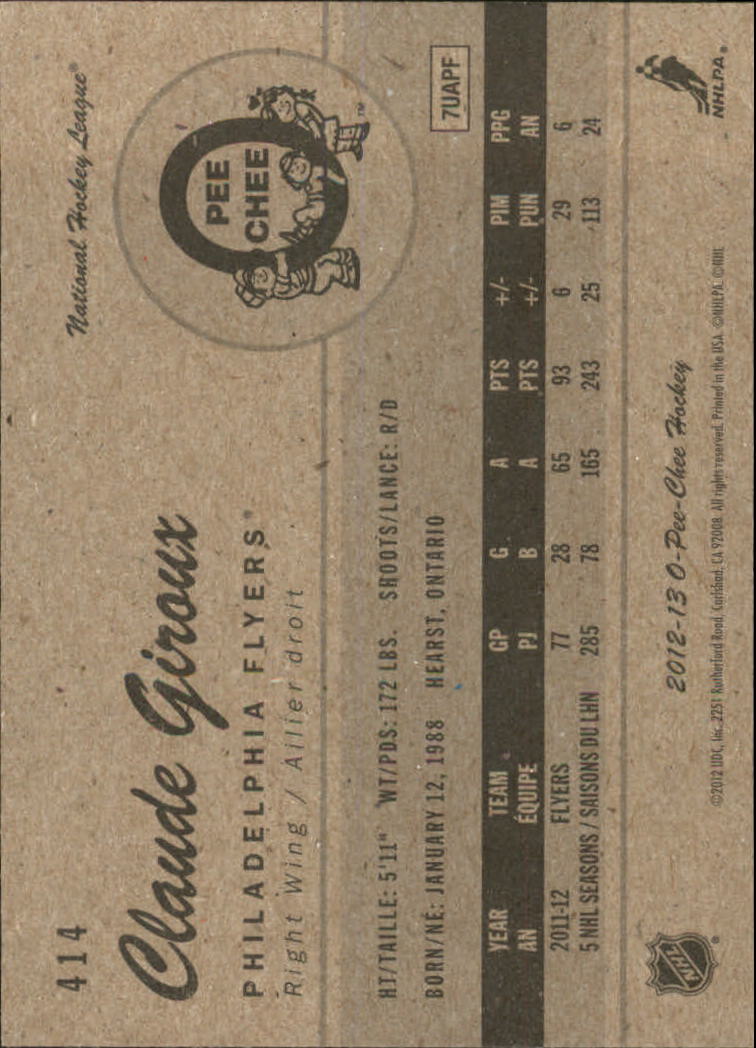 414
National Hockey League®
Claude Giroux
PHILADELPHIA FLYERS®
Right Wing / Ailier droit
PEE
CHEE
TM
HT/TAILLE: 5'11" WT/PDS: 172 LBS. SHOOTS/LANCE: R/D
BORN/NÉ: JANUARY 12, 1988 HEARST, ONTARIO
7UAPF
YEAR TEAM GP G A PTS +/- PIM PPG
AN ÉQUIPE PJ B A PTS +/- PUN AN
2011-12 FLYERS 77 28 65 93 6 29 6
5 NHL SEASONS / SAISONS DU LHN 285 78 165 243 25 113 24
NHL®
2012-13 O-Pee-Chee Hockey
NHLPA®
©2012 UDC, Inc. 2251 Rutherford Road, Carlsbad, CA 92008. All rights reserved. Printed in the USA ©NHLPA. ©NHL